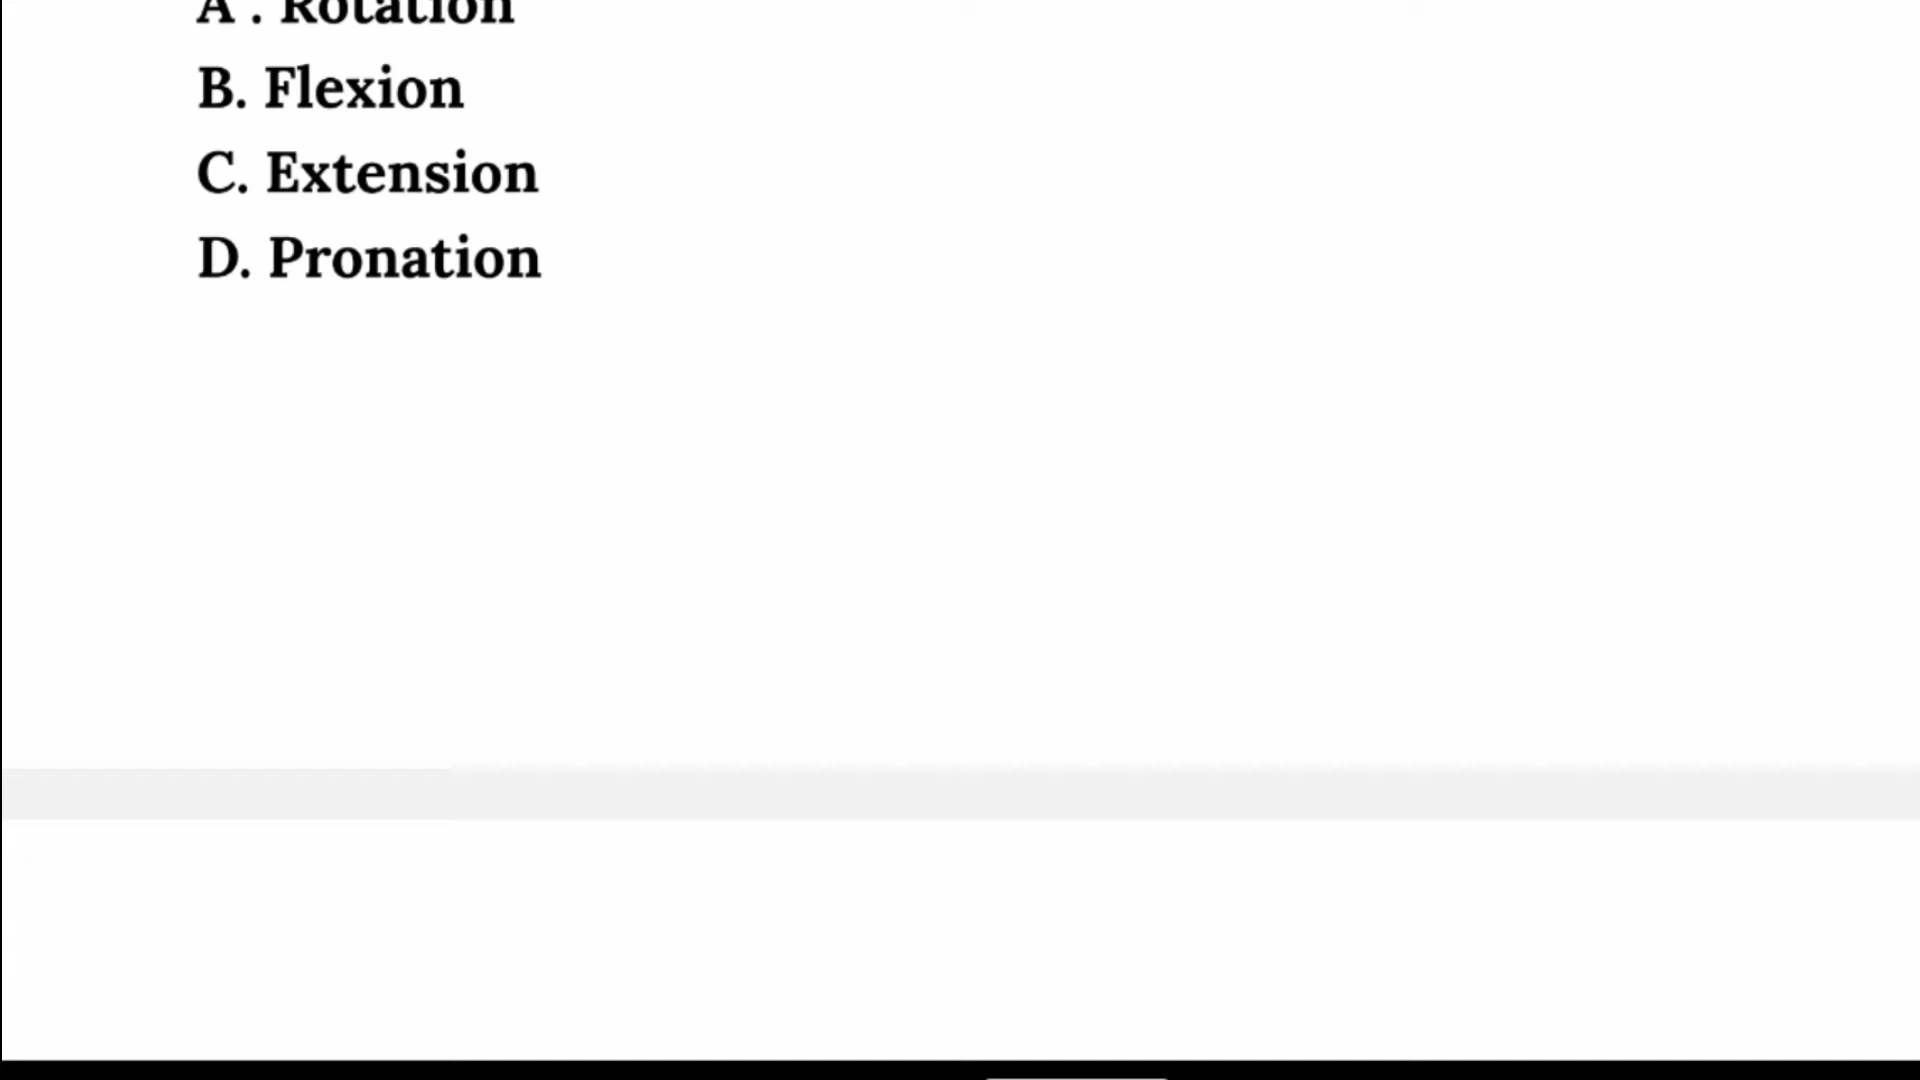 A . Rotation
B. Flexion
C. Extension
D. Pronation